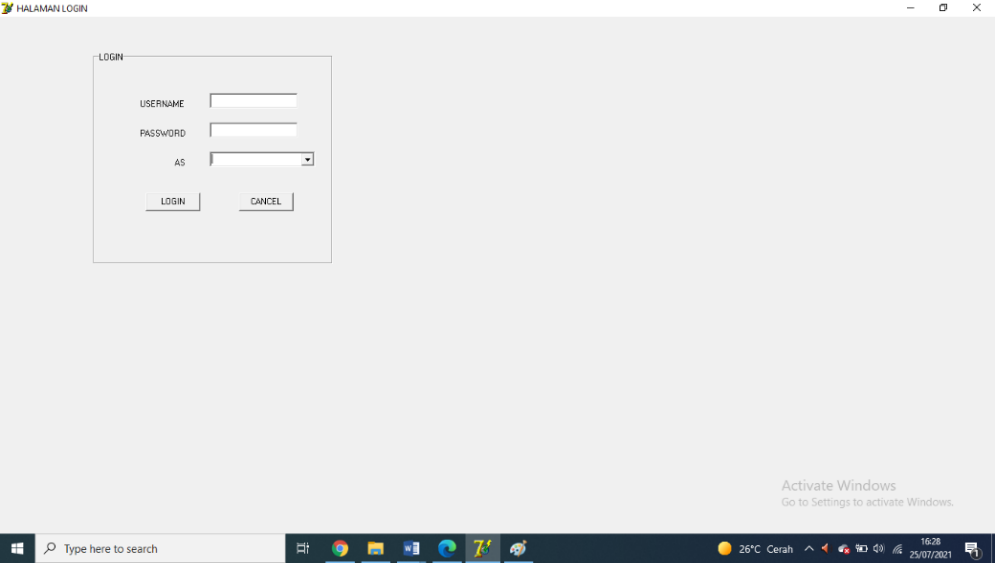 HALAMAN LOGIN
LOGIN
USERNAME
PASSWORD
AS
LOGIN CANCEL
Activate Windows
Go to Settings to activate Windows.
Type here to search
26°C Cerah
16:28
25/07/2021
1